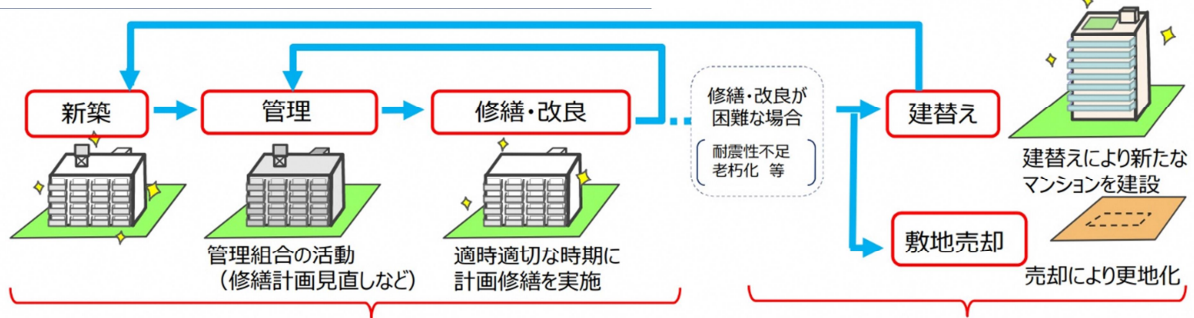 新築
管理
修繕・改良
修繕・改良が
困難な場合
耐震性不足
老朽化 等
建替え
敷地売却
管理組合の活動
（修繕計画見直しなど）
適時適切な時期に
計画修繕を実施
建替えにより新たな
マンションを建設
売却により更地化